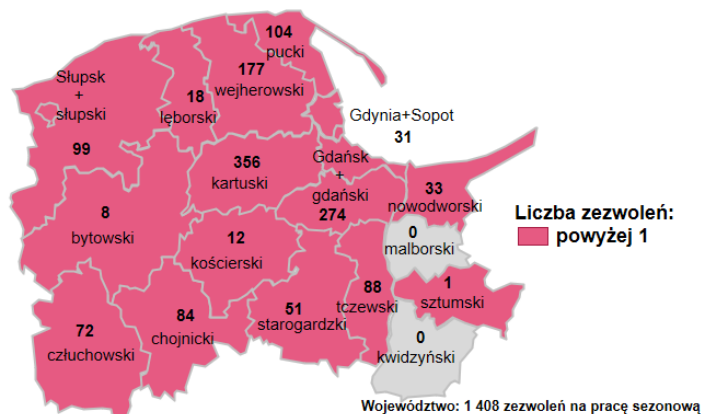 104
pucki
177
wejherowski
Słupsk
+
słupski
99
18
lęborski
Gdynia+Sopot
31
356
kartuski
Gdańsk
+
gdański
274
33
nowodworski
Liczba zezwoleń:
powyżej 1
8
bytowski
12
kościerski
0
malborski
88
tczewski
1
sztumski
72
człuchowski
84
chojnicki
51
starogardzki
0
kwidzyński
Województwo: 1 408 zezwoleń na pracę sezonową